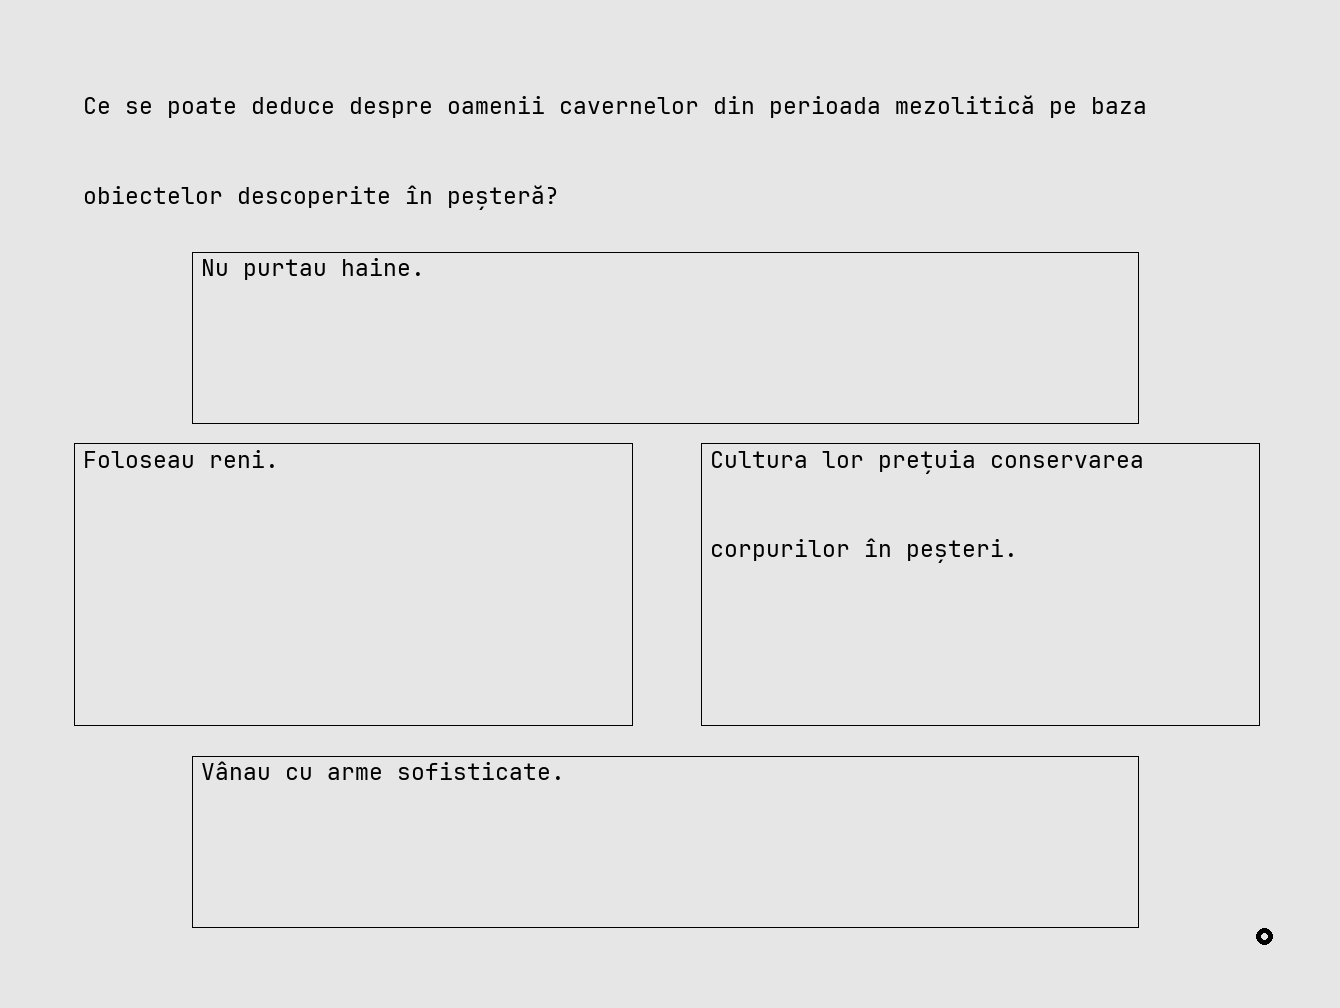 Ce se poate deduce despre oamenii cavernelor din perioada mezolitică pe baza
obiectelor descoperite în peșteră?
Nu purtau haine.
Foloseau reni.
Cultura lor prețuia conservarea
corpurilor în peșteri.
Vânau cu arme sofisticate.